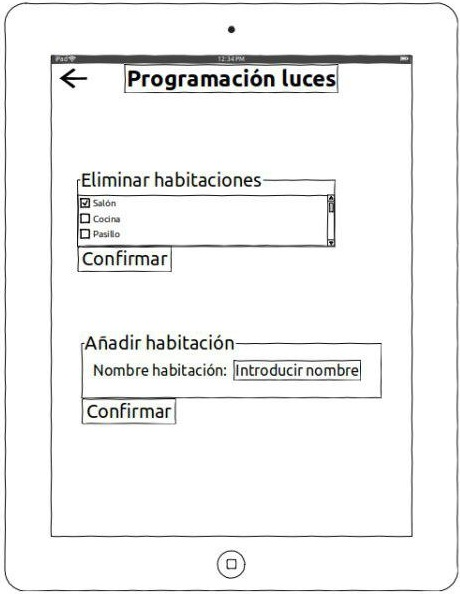 iPad
12:34 PM
Programación luces
Eliminar habitaciones
Salón
Cocina
Pasillo
Confirmar
Añadir habitación
Nombre habitación: Introducir nombre
Confirmar